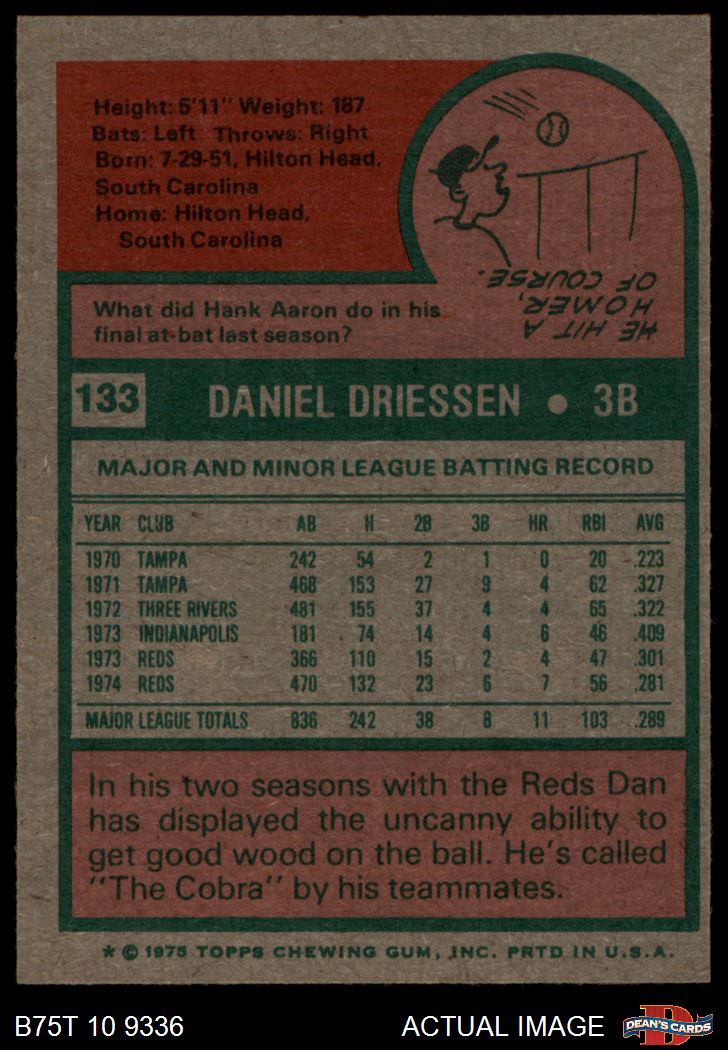 Height: 5'11" Weight: 187
Bats: Left Throws: Right
Born: 7-29-51, Hilton Head,
South Carolina
Home: Hilton Head,
South Carolina
What did Hank Aaron do in his
final at-bat last season?
HE HIT A
HOMER,
OF COURSE.
133 DANIEL DRIESSEN • 3B
MAJOR AND MINOR LEAGUE BATTING RECORD
YEAR CLUB AB H 2B 3B HR RBI AVG
1970 TAMPA 242 54 2 1 0 20 .223
1971 TAMPA 468 153 27 9 4 62 .327
1972 THREE RIVERS 481 155 37 4 4 65 .322
1973 INDIANAPOLIS 181 74 14 4 6 46 .409
1973 REDS 366 110 15 2 4 47 .301
1974 REDS 470 132 23 6 7 56 .281
MAJOR LEAGUE TOTALS 836 242 38 8 11 103 .289
In his two seasons with the Reds Dan
has displayed the uncanny ability to
get good wood on the ball. He's called
"The Cobra" by his teammates.
* © 1975 TOPPS CHEWING GUM, INC. PRTD IN U.S.A.
B75T 10 9336 ACTUAL IMAGE D DEAN'S CARDS